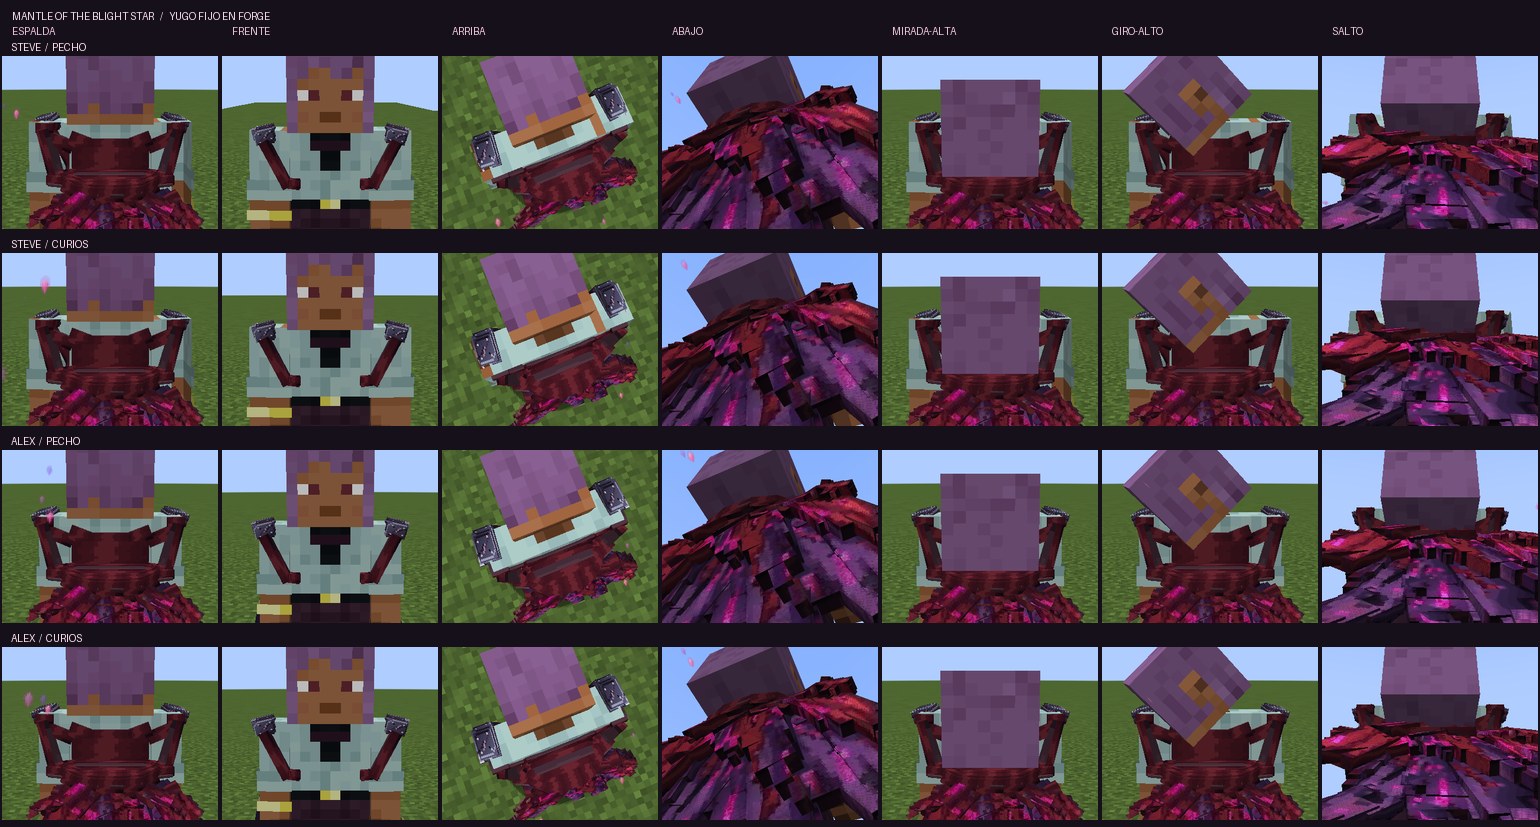 MANTLE OF THE BLIGHT STAR / YUGO FIJO EN FORGE
ESPALDA FRENTE ARRIBA ABAJO MIRADA-ALTA GIRO-ALTO SALTO
STEVE / PECHO
STEVE / CURIOS
ALEX / PECHO
ALEX / CURIOS